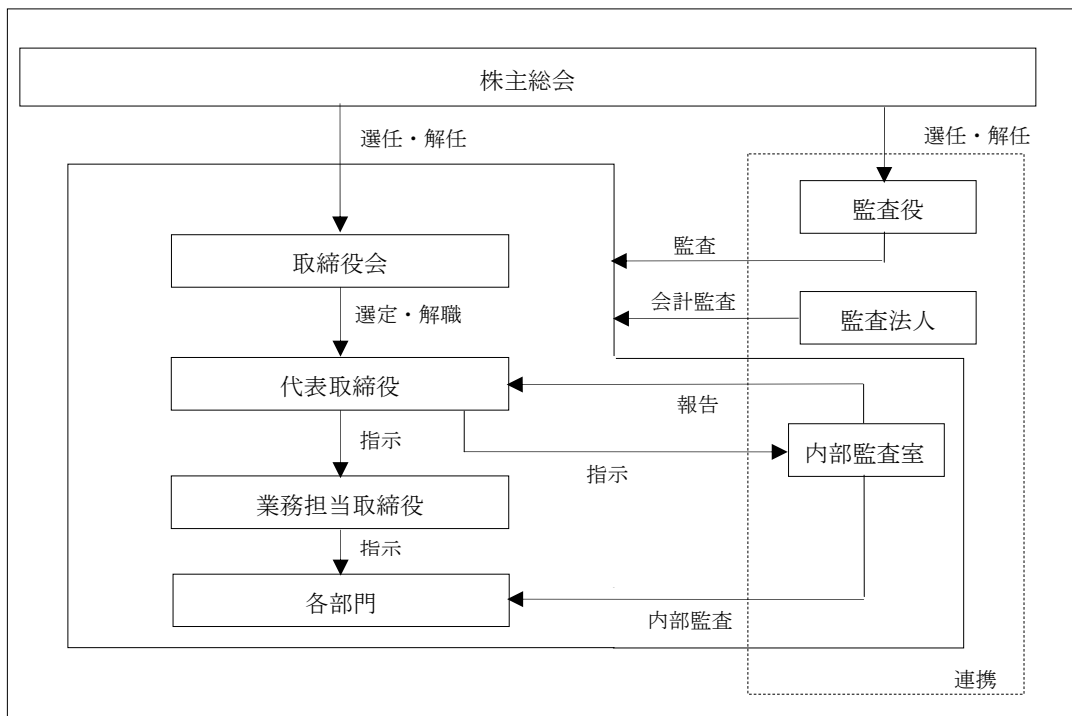 株主総会
選任・解任
選任・解任
監査役
監査
取締役会
会計監査
監査法人
選定・解職
代表取締役
報告
指示
内部監査室
指示
業務担当取締役
指示
各部門
内部監査
連携